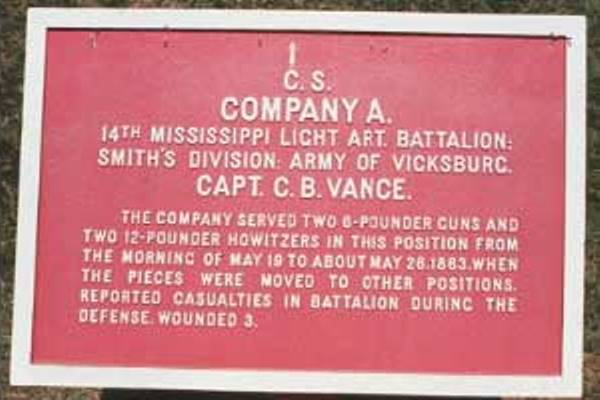 C. S.
COMPANY A.
14TH MISSISSIPPI LIGHT ART. BATTALION:
SMITH'S DIVISION: ARMY OF VICKSBURG.
CAPT. C. B. VANCE.
THE COMPANY SERVED TWO 6-POUNDER GUNS AND
TWO 12-POUNDER HOWITZERS IN THIS POSITION FROM
THE MORNING OF MAY 19 TO ABOUT MAY 26, 1863, WHEN
THE PIECES WERE MOVED TO OTHER POSITIONS.
REPORTED CASUALTIES IN BATTALION DURING THE
DEFENSE. WOUNDED 3.